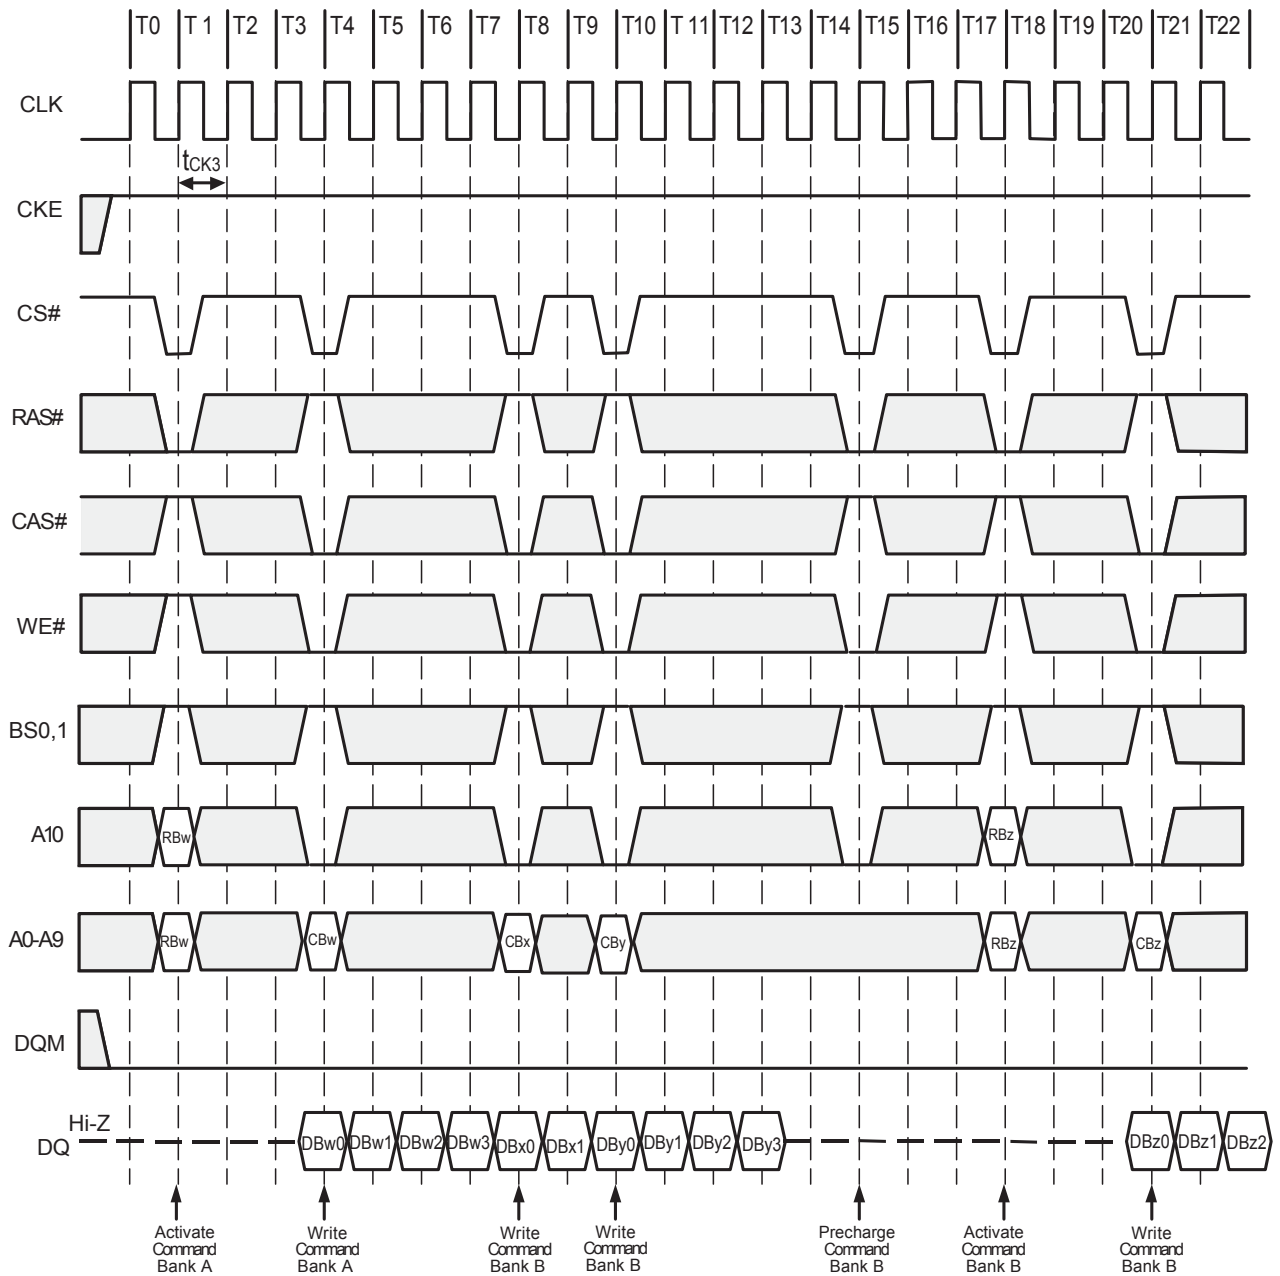 T0 T 1 T2 T3 T4 T5 T6 T7 T8 T9 T10 T 11 T12 T13 T14 T15 T16 T17 T18 T19 T20 T21 T22
CLK
tCK3
CKE
CS#
RAS#
CAS#
WE#
BS0,1
A10 RBw RBz
A0-A9 RBw CBw CBx CBy RBz CBz
DQM
Hi-Z
DQ DBw0 DBw1 DBw2 DBw3 DBx0 DBx1 DBy0 DBy1 DBy2 DBy3 DBz0 DBz1 DBz2
Activate Write Write Write Precharge Activate Write
Command Command Command Command Command Command Command
Bank A Bank A Bank B Bank B Bank B Bank B Bank B